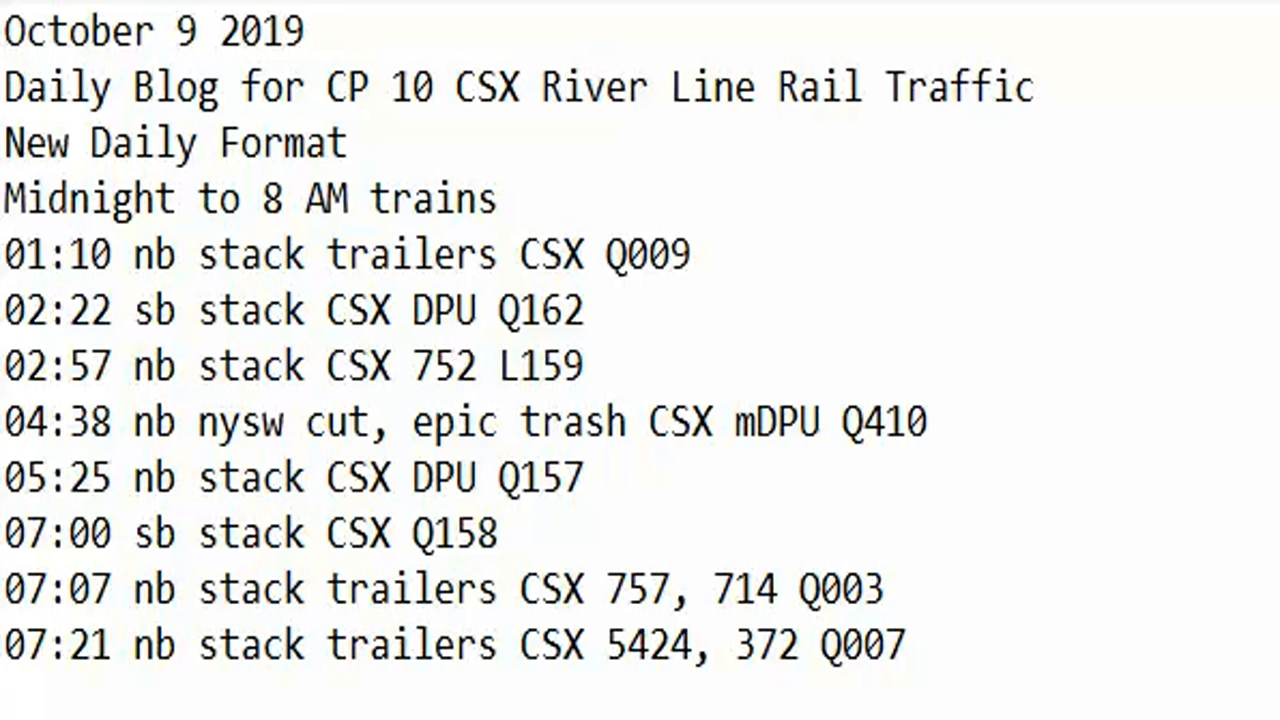 October 9 2019
Daily Blog for CP 10 CSX River Line Rail Traffic
New Daily Format
Midnight to 8 AM trains
01:10 nb stack trailers CSX Q009
02:22 sb stack CSX DPU Q162
02:57 nb stack CSX 752 L159
04:38 nb nysw cut, epic trash CSX mDPU Q410
05:25 nb stack CSX DPU Q157
07:00 sb stack CSX Q158
07:07 nb stack trailers CSX 757, 714 Q003
07:21 nb stack trailers CSX 5424, 372 Q007